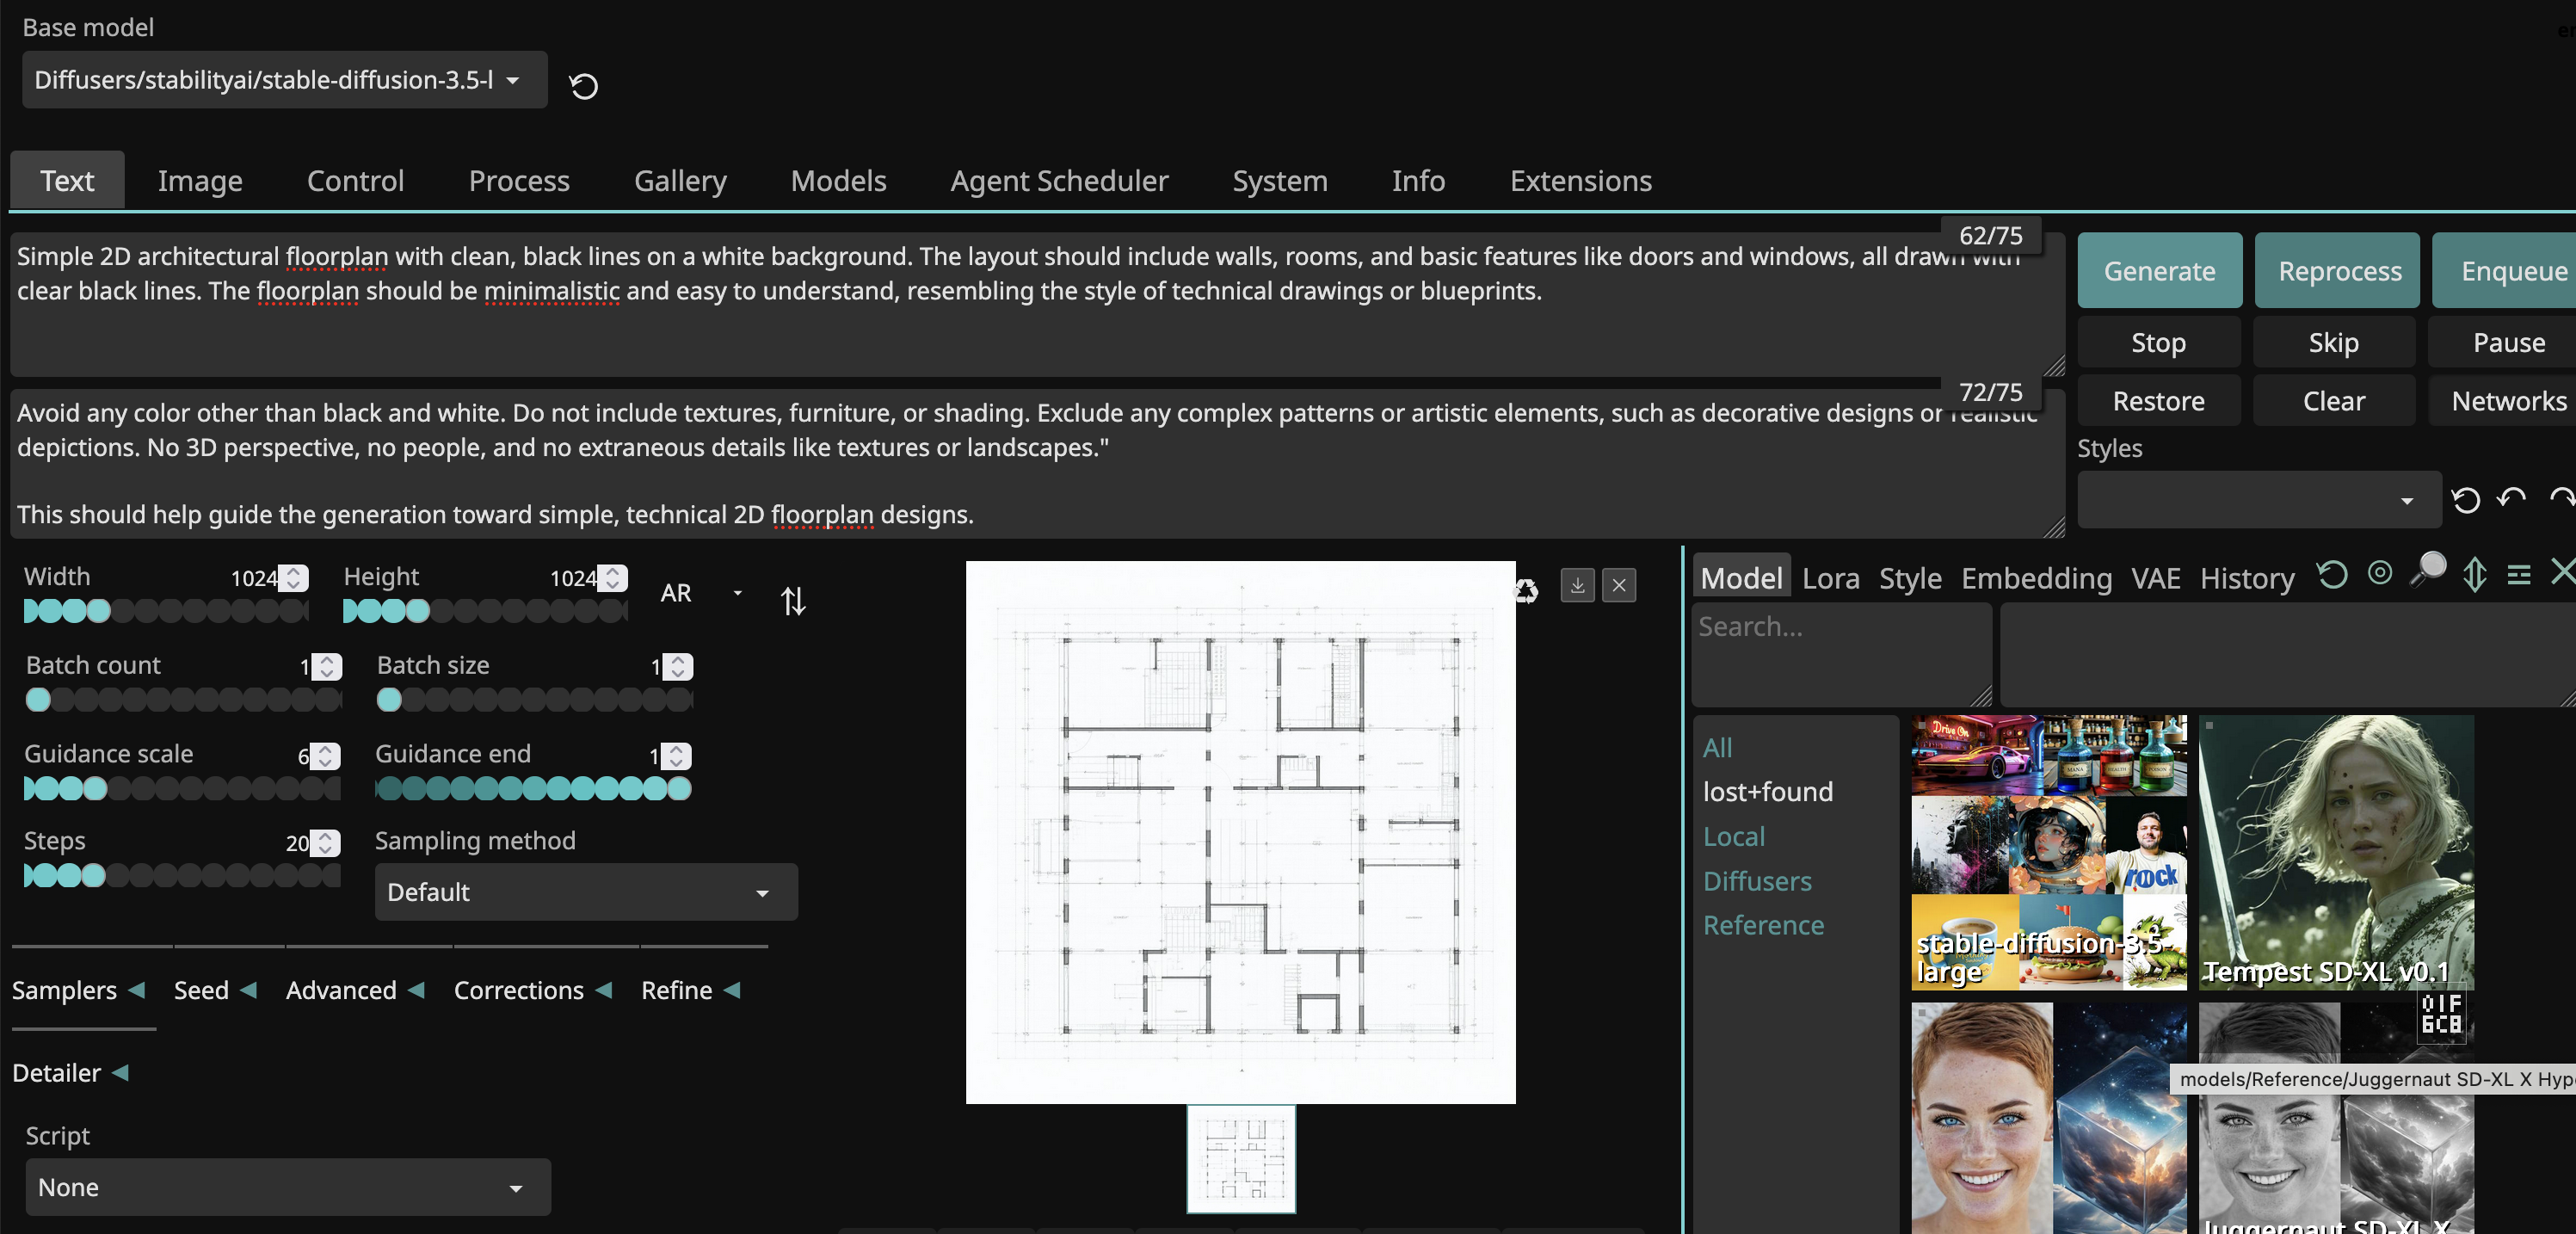 Base model
Diffusers/stabilityai/stable-diffusion-3.5-l
Text Image Control Process Gallery Models Agent Scheduler System Info Extensions
62/75
Simple 2D architectural floorplan with clean, black lines on a white background. The layout should include walls, rooms, and basic features like doors and windows, all drawn with
clear black lines. The floorplan should be minimalistic and easy to understand, resembling the style of technical drawings or blueprints.
72/75
Avoid any color other than black and white. Do not include textures, furniture, or shading. Exclude any complex patterns or artistic elements, such as decorative designs or realistic
depictions. No 3D perspective, no people, and no extraneous details like textures or landscapes."
This should help guide the generation toward simple, technical 2D floorplan designs.
Generate Reprocess Enqueue
Stop Skip Pause
Restore Clear Networks
Styles
Width 1024 Height 1024 AR
Batch count 1 Batch size 1
Guidance scale 6 Guidance end 1
Steps 20 Sampling method
Default
Samplers Seed Advanced Corrections Refine
Detailer
Script
None
Model Lora Style Embedding VAE History
Search...
All
lost+found
Local
Diffusers
Reference
Drive On
MANA HEALTH POISON
rock
stable-diffusion-3.5-
large
Tempest SD-XL v0.1
01F
6C8
models/Reference/Juggernaut SD-XL X Hyp
Juggernaut SD-XL X